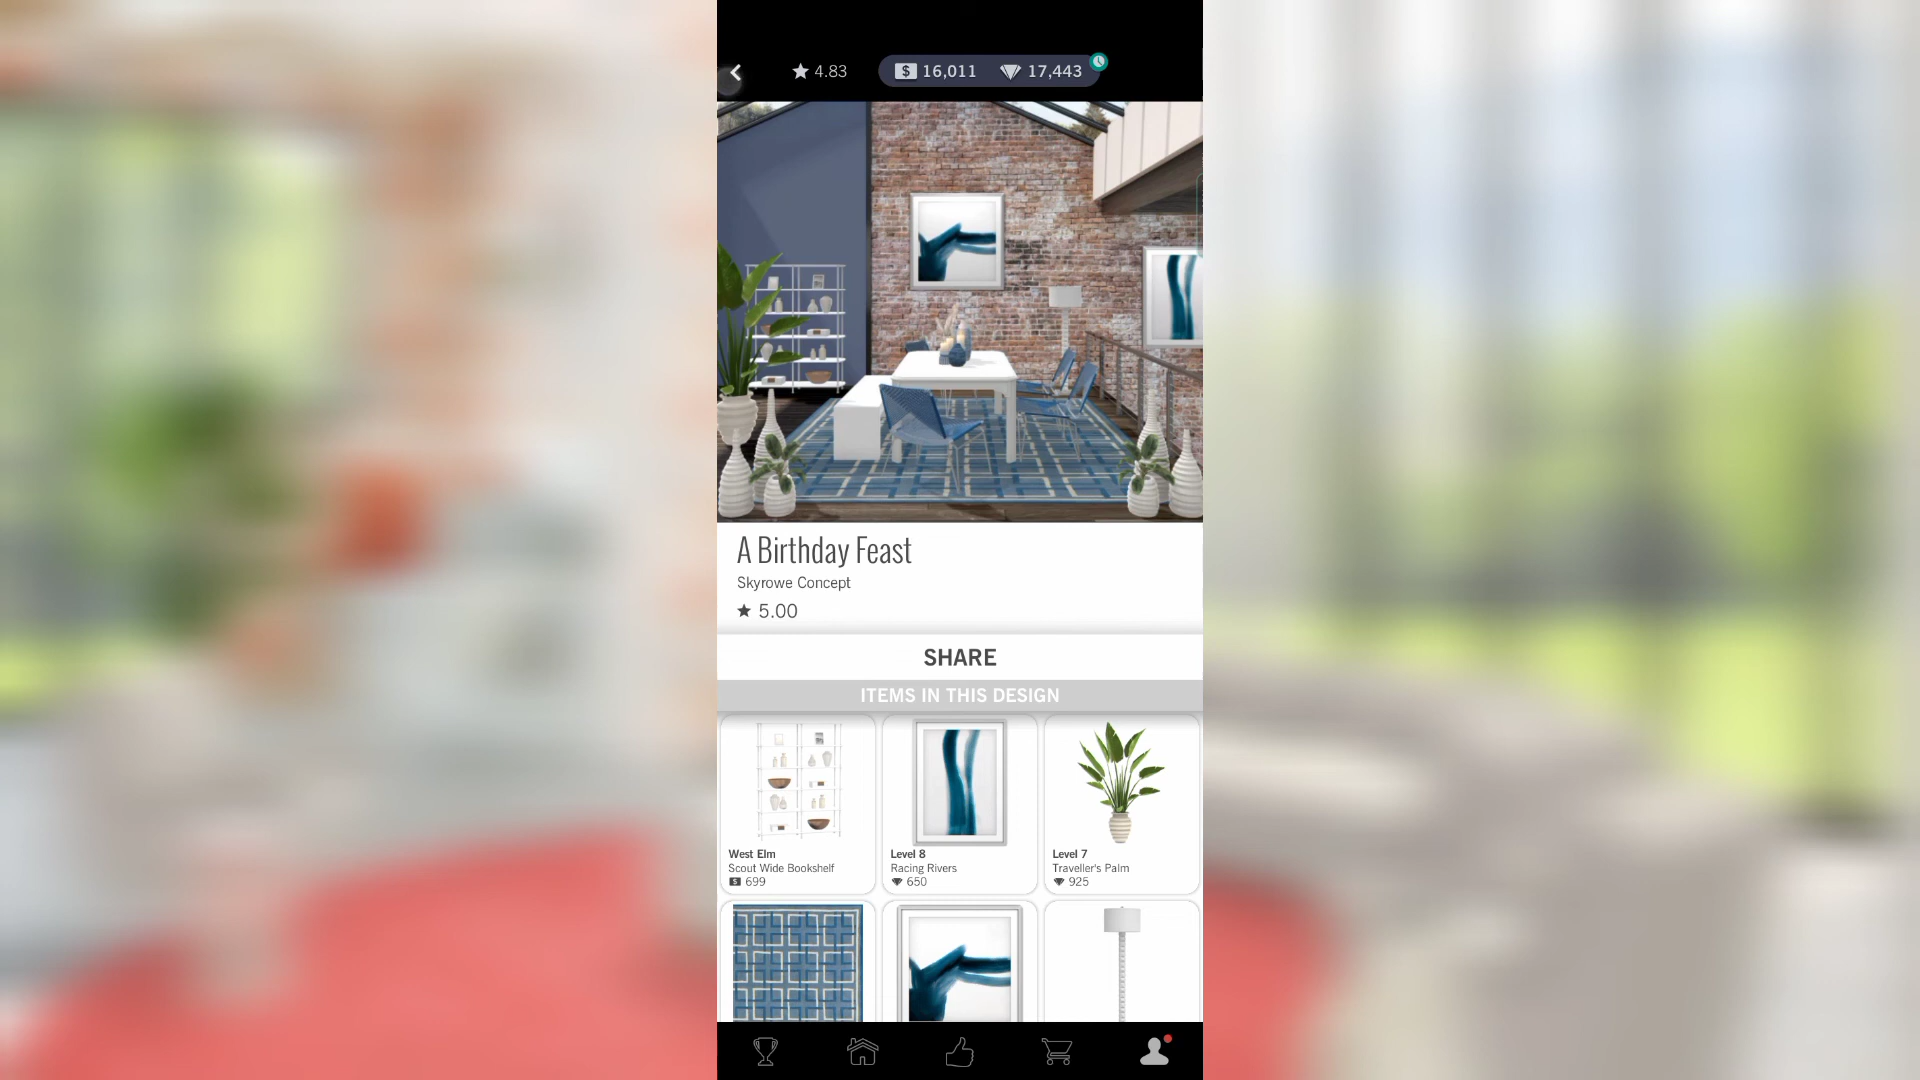 4.83
$ 16,011
17,443
A Birthday Feast
Skyrowe Concept
★ 5.00
SHARE
ITEMS IN THIS DESIGN
West Elm
Scout Wide Bookshelf
$ 699
Level 8
Racing Rivers
650
Level 7
Traveller's Palm
925